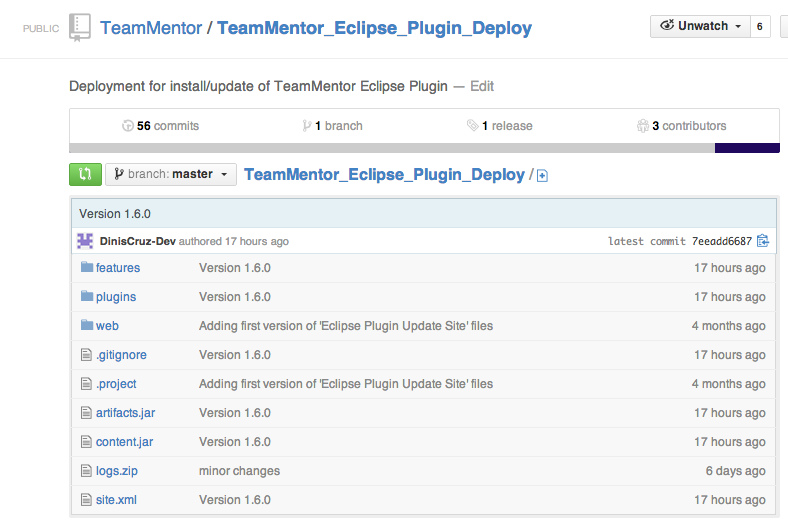 PUBLIC TeamMentor / TeamMentor_Eclipse_Plugin_Deploy Unwatch 6
Deployment for install/update of TeamMentor Eclipse Plugin — Edit
56 commits 1 branch 1 release 3 contributors
branch: master TeamMentor_Eclipse_Plugin_Deploy /
Version 1.6.0
DinisCruz-Dev authored 17 hours ago latest commit 7eeadd6687
features Version 1.6.0 17 hours ago
plugins Version 1.6.0 17 hours ago
web Adding first version of 'Eclipse Plugin Update Site' files 4 months ago
.gitignore Version 1.6.0 17 hours ago
.project Adding first version of 'Eclipse Plugin Update Site' files 4 months ago
artifacts.jar Version 1.6.0 17 hours ago
content.jar Version 1.6.0 17 hours ago
logs.zip minor changes 6 days ago
site.xml Version 1.6.0 17 hours ago